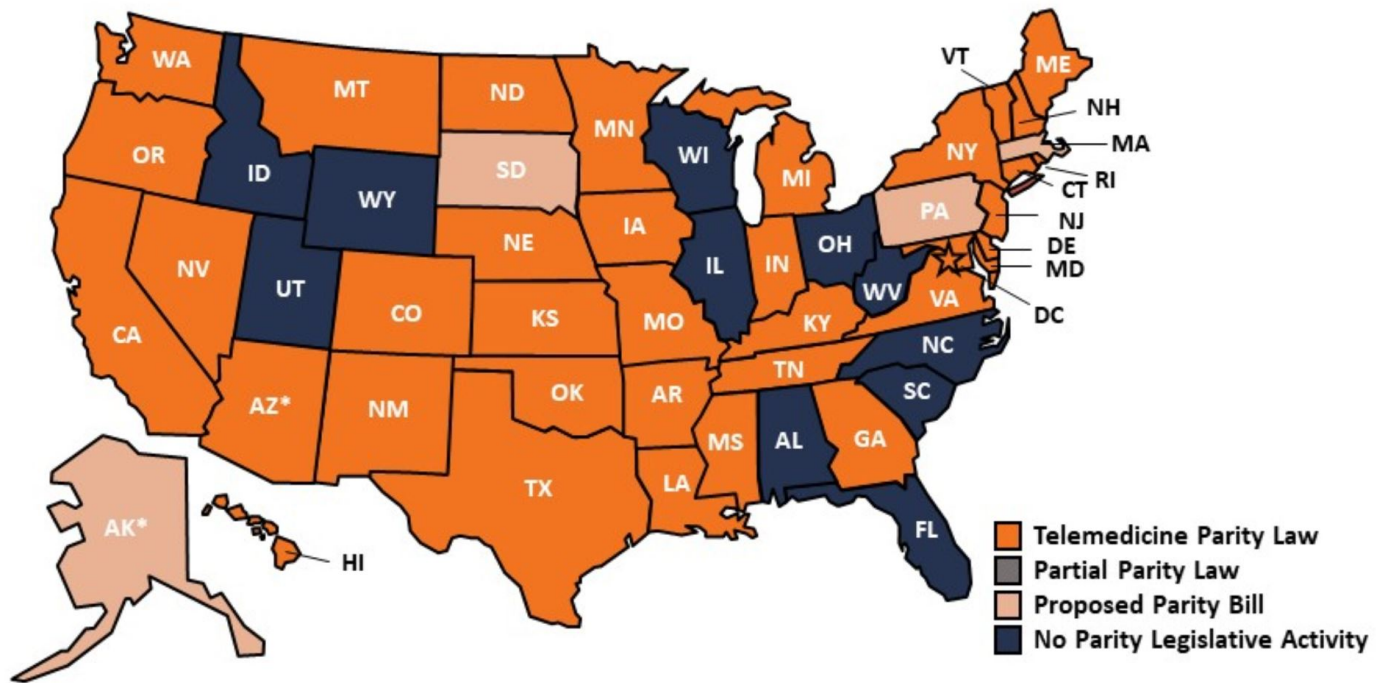 WA
MT
ND
MN
OR
ID
WY
SD
WI
MI
NY
VT
ME
NH
MA
RI
CT
NJ
DE
MD
DC
PA
NE
IA
IL
IN
OH
WV
VA
NV
UT
CO
KS
MO
KY
CA
AZ*
NM
OK
AR
TN
NC
SC
MS
AL
GA
TX
LA
FL
AK*
HI
Telemedicine Parity Law
Partial Parity Law
Proposed Parity Bill
No Parity Legislative Activity